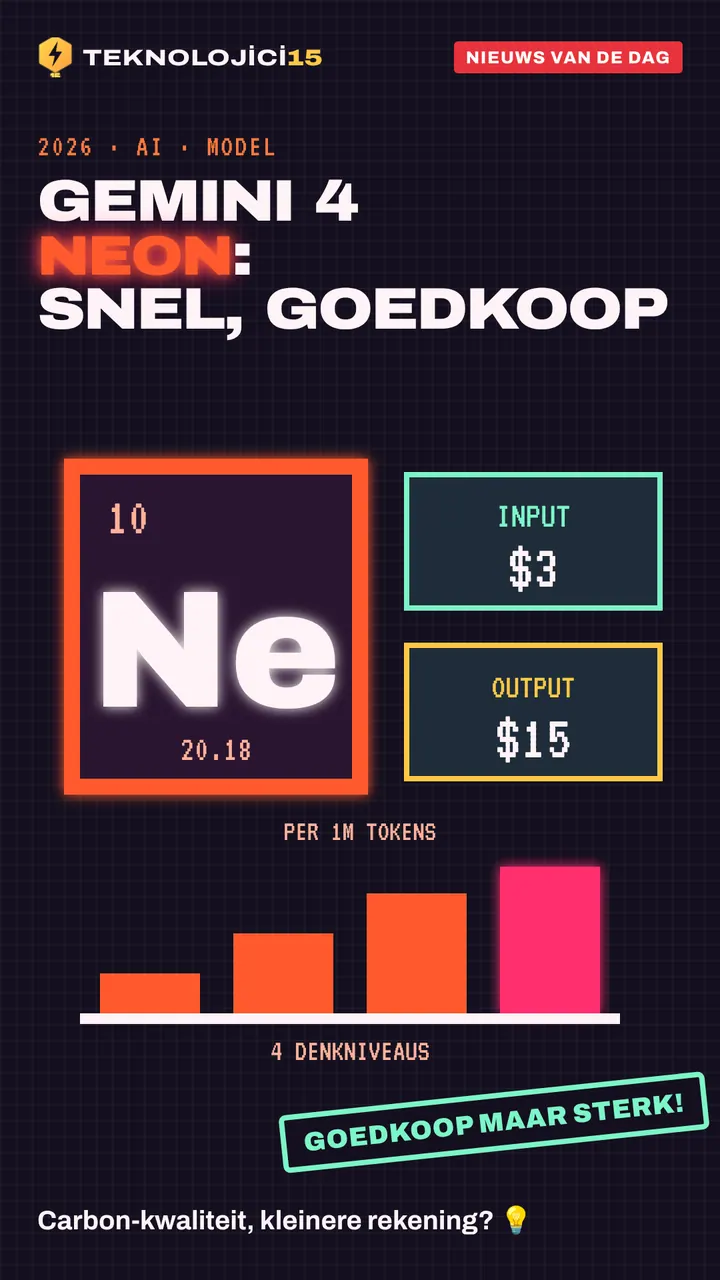 TEKNOLOJİCİ15
NIEUWS VAN DE DAG
2026 · AI · MODEL
GEMINI 4
NEON:
SNEL, GOEDKOOP
10
Ne
20.18
INPUT
$3
OUTPUT
$15
PER 1M TOKENS
4 DENKNIVEAUS
GOEDKOOP MAAR STERK!
Carbon-kwaliteit, kleinere rekening? 💡